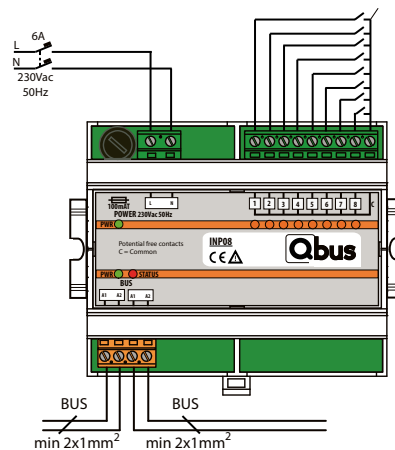 6A
L
N
230Vac
50Hz
100mAT
L N
POWER 230Vac 50Hz
1 2 3 4 5 6 7 8 C
PWR
Potential free contacts
C = Common
INP08
CE
Qbus
PWR STATUS
BUS
A1 A2 A1 A2
BUS BUS
min 2x1mm² min 2x1mm²